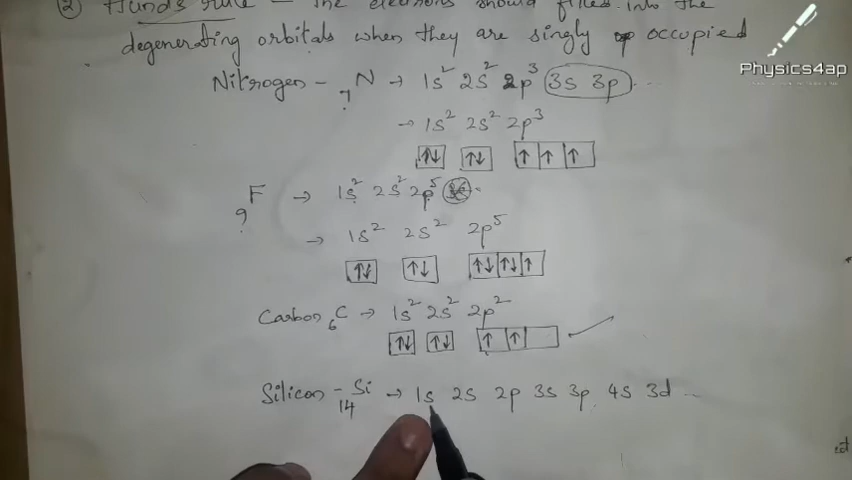 ② Hund's rule – The electrons should filled into the
degenerating orbitals when they are singly occupied
Physics4ap
Nitrogen – ₇N → 1s² 2s² 2p³ 3s 3p ...
→ 1s² 2s² 2p³
↑↓ ↑↓ ↑ ↑ ↑
₉F → 1s² 2s² 2p⁵
→ 1s² 2s² 2p⁵
↑↓ ↑↓ ↑↓ ↑↓ ↑
Carbon ₆C → 1s² 2s² 2p²
↑↓ ↑↓ ↑ ↑
Silicon – ₁₄Si → 1s 2s 2p 3s 3p 4s 3d ...